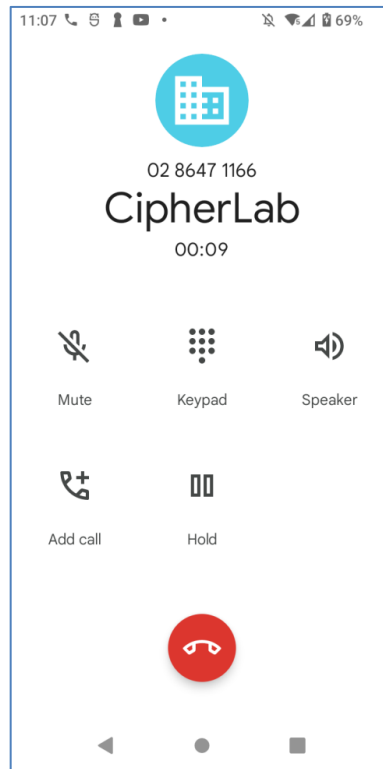 11:07 69%
02 8647 1166
CipherLab
00:09
Mute Keypad Speaker
Add call Hold